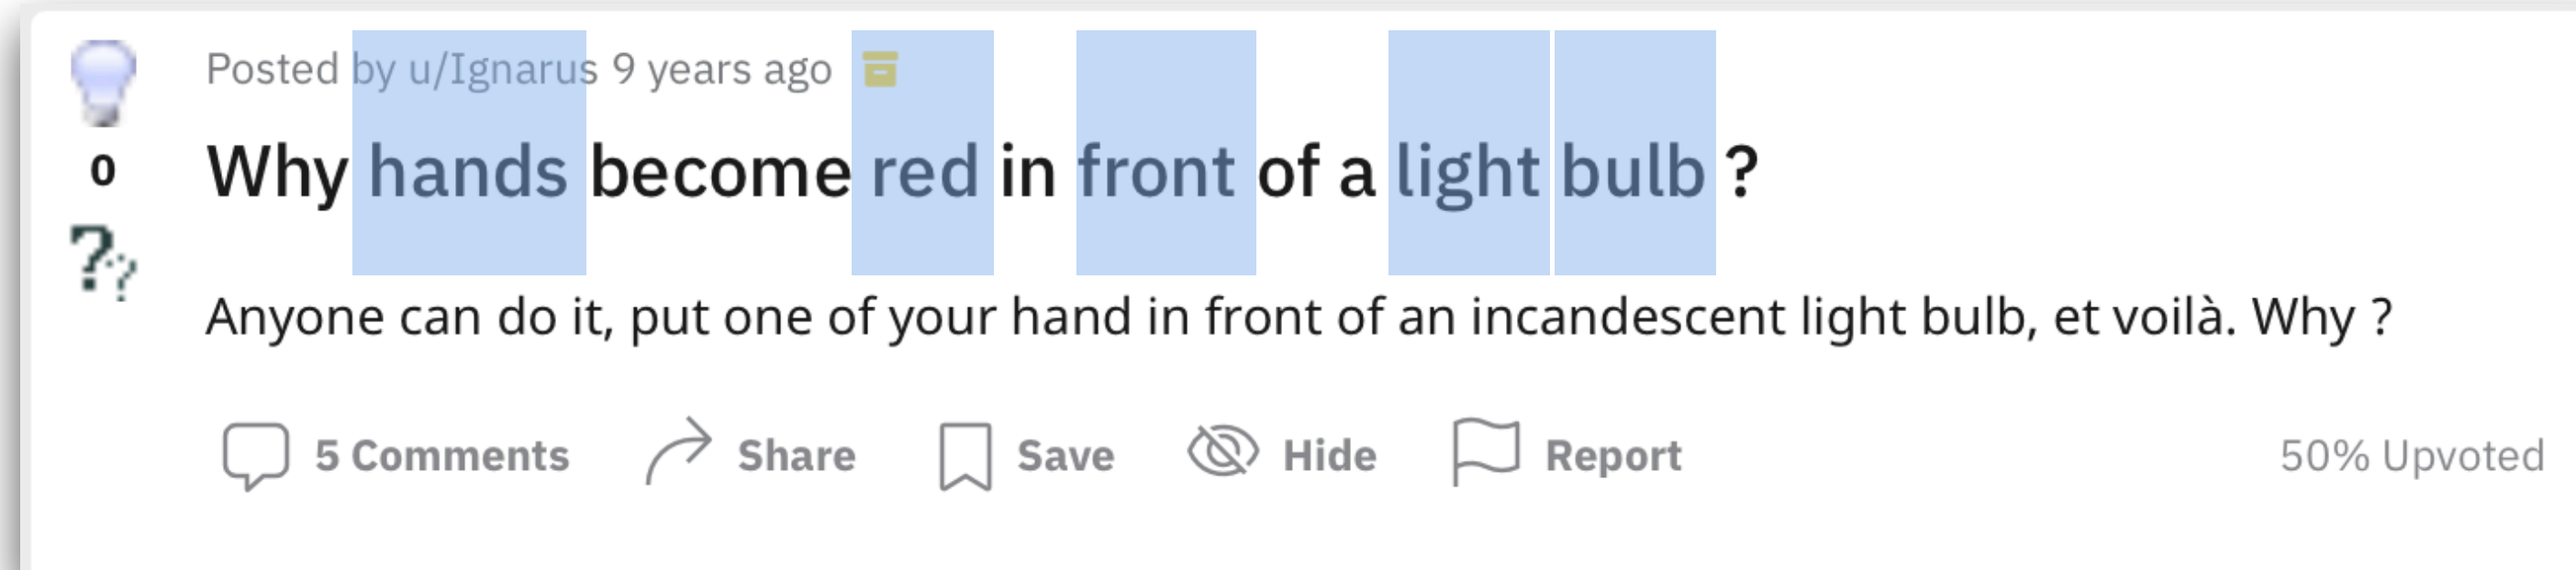 Posted by u/Ignarus 9 years ago
0
Why hands become red in front of a light bulb ?
??
Anyone can do it, put one of your hand in front of an incandescent light bulb, et voilà. Why ?
5 Comments Share Save Hide Report 50% Upvoted